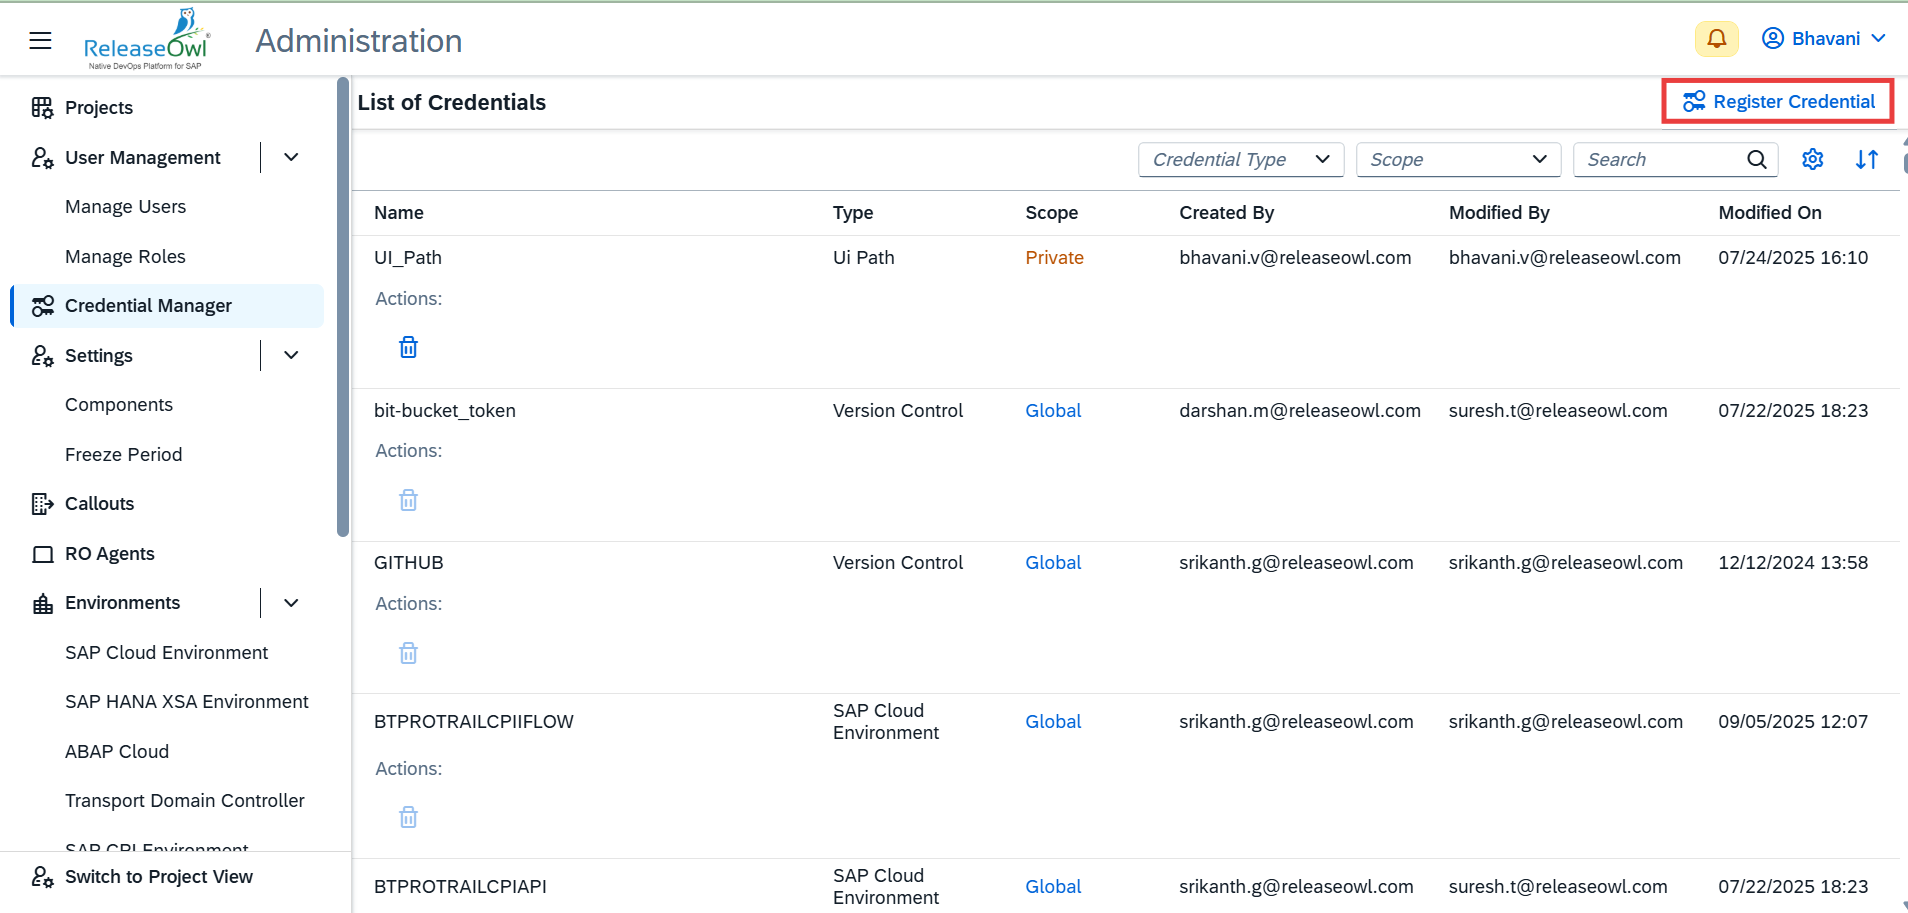 ReleaseOwl®
Native DevOps Platform for SAP
Administration
Bhavani
Projects
User Management
Manage Users
Manage Roles
Credential Manager
Settings
Components
Freeze Period
Callouts
RO Agents
Environments
SAP Cloud Environment
SAP HANA XSA Environment
ABAP Cloud
Transport Domain Controller
SAP CPI Environment
Switch to Project View
List of Credentials
Register Credential
Credential Type
Scope
Search
Name Type Scope Created By Modified By Modified On
UI_Path Ui Path Private bhavani.v@releaseowl.com bhavani.v@releaseowl.com 07/24/2025 16:10
Actions:
bit-bucket_token Version Control Global darshan.m@releaseowl.com suresh.t@releaseowl.com 07/22/2025 18:23
Actions:
GITHUB Version Control Global srikanth.g@releaseowl.com srikanth.g@releaseowl.com 12/12/2024 13:58
Actions:
BTPROTRAILCPIIFLOW SAP Cloud Environment Global srikanth.g@releaseowl.com srikanth.g@releaseowl.com 09/05/2025 12:07
Actions:
BTPROTRAILCPIAPI SAP Cloud Environment Global srikanth.g@releaseowl.com suresh.t@releaseowl.com 07/22/2025 18:23